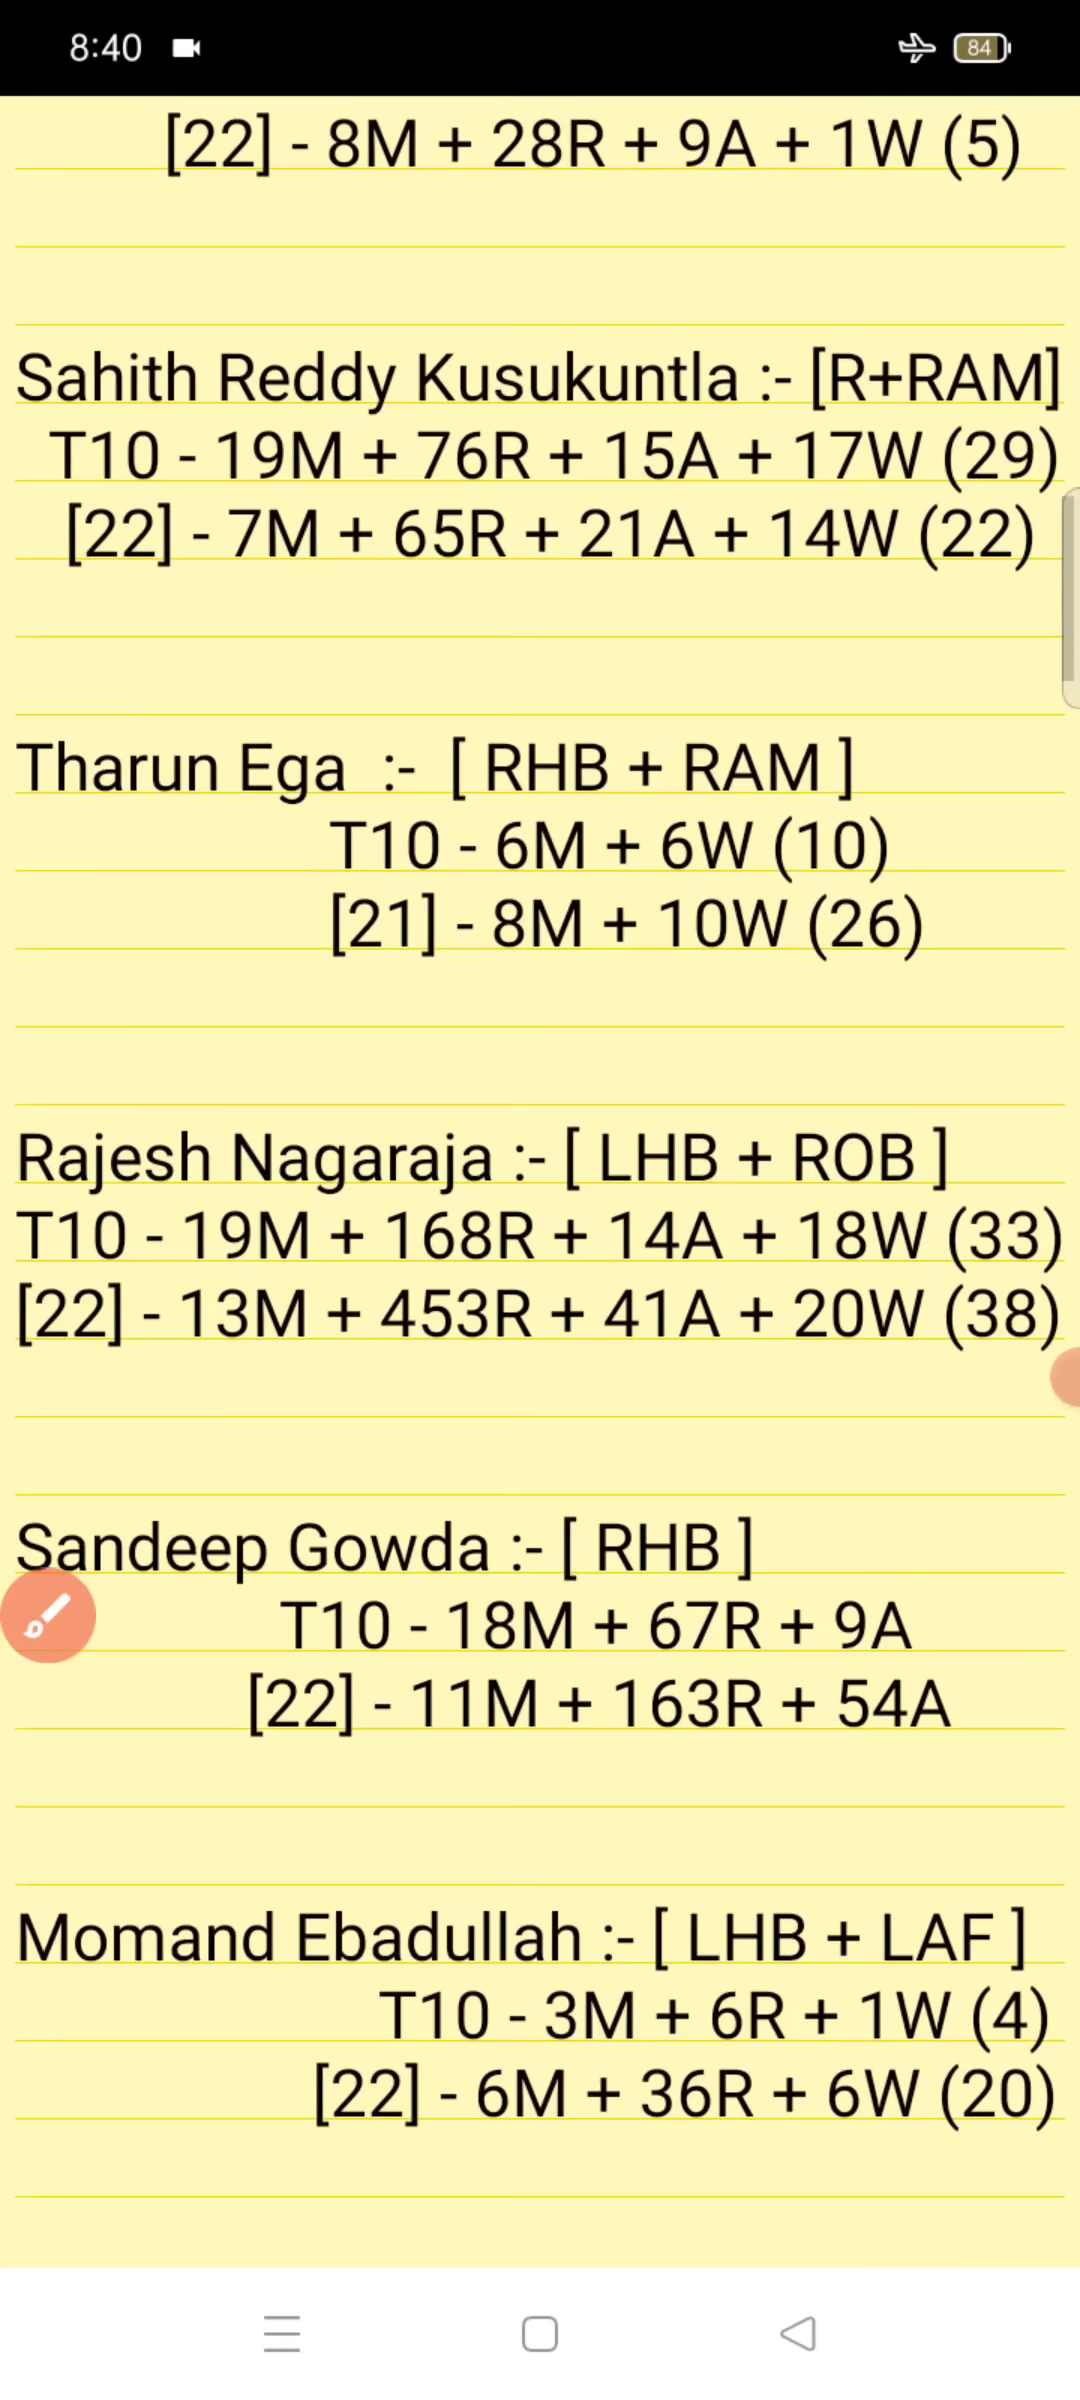 8:40
84
[22] - 8M + 28R + 9A + 1W (5)
Sahith Reddy Kusukuntla :- [R+RAM]
T10 - 19M + 76R + 15A + 17W (29)
[22] - 7M + 65R + 21A + 14W (22)
Tharun Ega :- [ RHB + RAM ]
T10 - 6M + 6W (10)
[21] - 8M + 10W (26)
Rajesh Nagaraja :- [ LHB + ROB ]
T10 - 19M + 168R + 14A + 18W (33)
[22] - 13M + 453R + 41A + 20W (38)
Sandeep Gowda :- [ RHB ]
T10 - 18M + 67R + 9A
[22] - 11M + 163R + 54A
Momand Ebadullah :- [ LHB + LAF ]
T10 - 3M + 6R + 1W (4)
[22] - 6M + 36R + 6W (20)